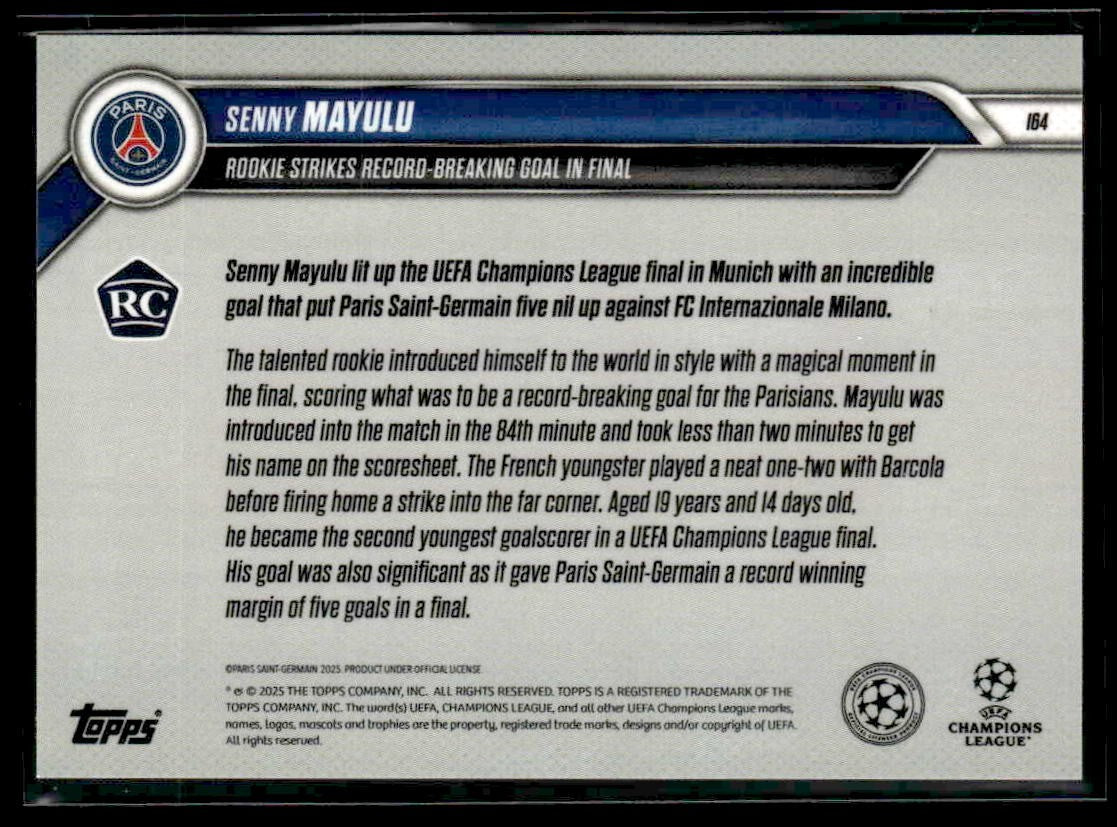 PARIS
SAINT-GERMAIN
SENNY MAYULU
164
ROOKIE STRIKES RECORD-BREAKING GOAL IN FINAL
RC
Senny Mayulu lit up the UEFA Champions League final in Munich with an incredible
goal that put Paris Saint-Germain five nil up against FC Internazionale Milano.
The talented rookie introduced himself to the world in style with a magical moment in
the final, scoring what was to be a record-breaking goal for the Parisians. Mayulu was
introduced into the match in the 84th minute and took less than two minutes to get
his name on the scoresheet. The French youngster played a neat one-two with Barcola
before firing home a strike into the far corner. Aged 19 years and 14 days old,
he became the second youngest goalscorer in a UEFA Champions League final.
His goal was also significant as it gave Paris Saint-Germain a record winning
margin of five goals in a final.
©PARIS SAINT-GERMAIN 2025. PRODUCT UNDER OFFICIAL LICENSE
® & © 2025 THE TOPPS COMPANY, INC. ALL RIGHTS RESERVED. TOPPS IS A REGISTERED TRADEMARK OF THE
TOPPS COMPANY, INC. The word(s) UEFA, CHAMPIONS LEAGUE, and all other UEFA Champions League marks,
names, logos, mascots and trophies are the property, registered trade marks, designs and/or copyright of UEFA.
All rights reserved.
topps®
UEFA CHAMPIONS LEAGUE
OFFICIAL LICENSED PRODUCT
UEFA
CHAMPIONS
LEAGUE®